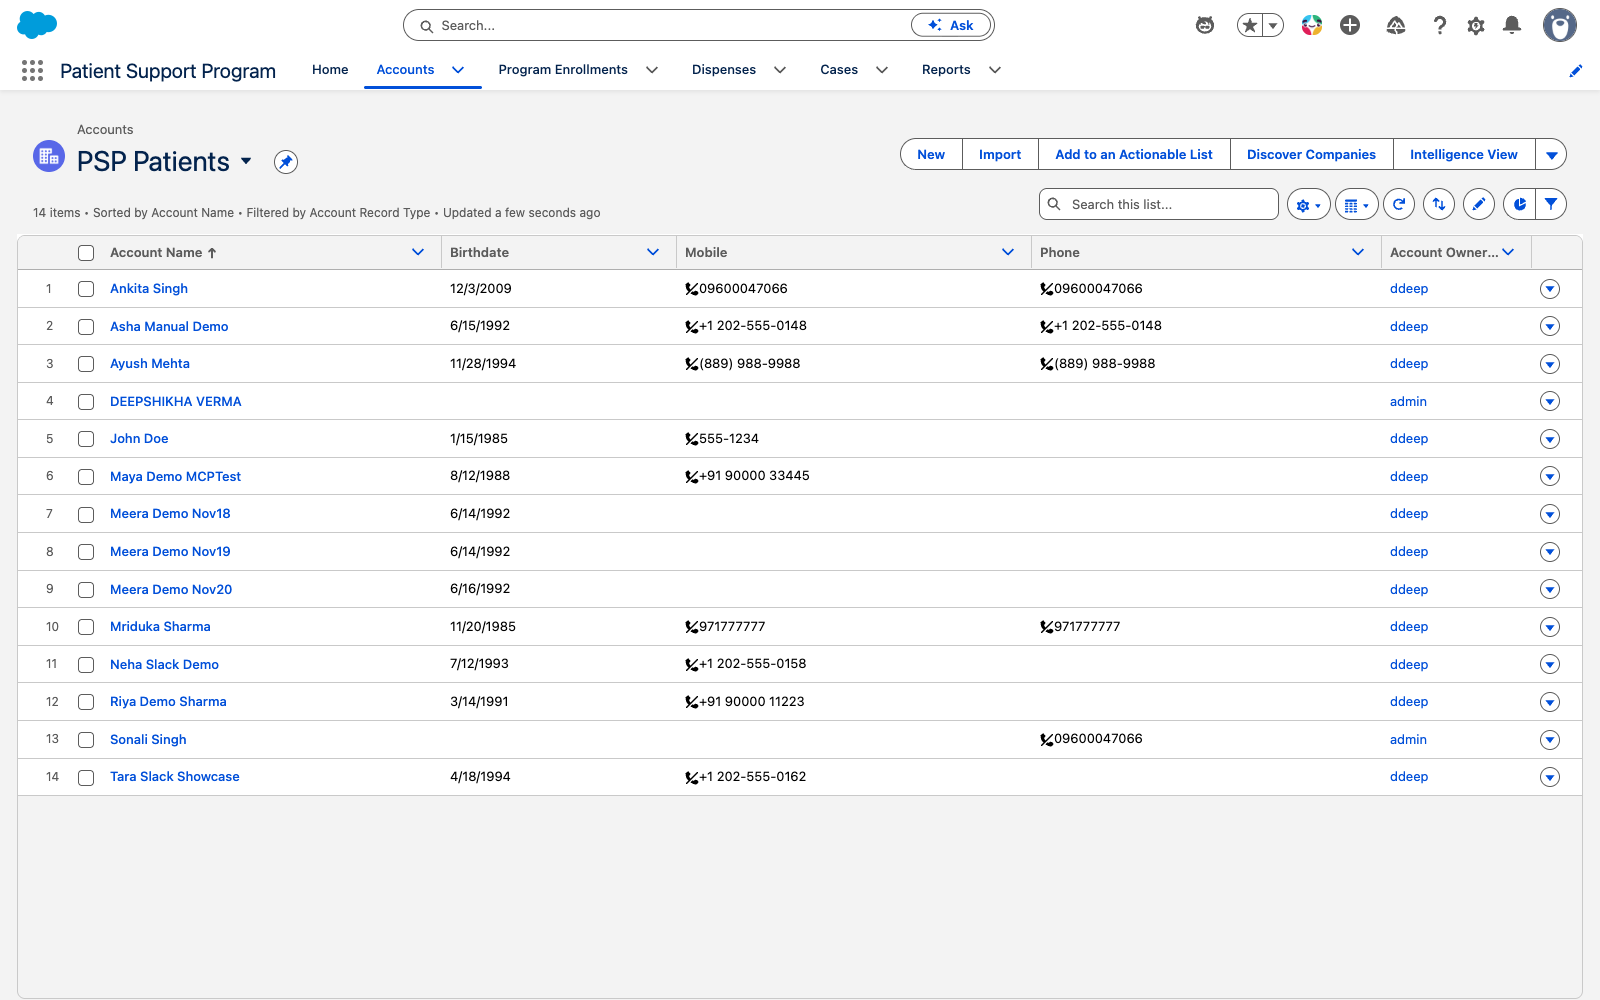 Search...
Ask
Patient Support Program
Home
Accounts
Program Enrollments
Dispenses
Cases
Reports
Accounts
PSP Patients
New
Import
Add to an Actionable List
Discover Companies
Intelligence View
14 items • Sorted by Account Name • Filtered by Account Record Type • Updated a few seconds ago
Search this list...
Account Name Birthdate Mobile Phone Account Owner...
1 Ankita Singh 12/3/2009 09600047066 09600047066 ddeep
2 Asha Manual Demo 6/15/1992 +1 202-555-0148 +1 202-555-0148 ddeep
3 Ayush Mehta 11/28/1994 (889) 988-9988 (889) 988-9988 ddeep
4 DEEPSHIKHA VERMA admin
5 John Doe 1/15/1985 555-1234 ddeep
6 Maya Demo MCPTest 8/12/1988 +91 90000 33445 ddeep
7 Meera Demo Nov18 6/14/1992 ddeep
8 Meera Demo Nov19 6/14/1992 ddeep
9 Meera Demo Nov20 6/16/1992 ddeep
10 Mriduka Sharma 11/20/1985 971777777 971777777 ddeep
11 Neha Slack Demo 7/12/1993 +1 202-555-0158 ddeep
12 Riya Demo Sharma 3/14/1991 +91 90000 11223 ddeep
13 Sonali Singh 09600047066 admin
14 Tara Slack Showcase 4/18/1994 +1 202-555-0162 ddeep